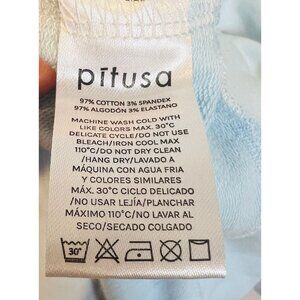 pitusa
97% COTTON 3% SPANDEX
97% ALGODÓN 3% ELASTANO
MACHINE WASH COLD WITH
LIKE COLORS MAX. 30°C
DELICATE CYCLE/DO NOT USE
BLEACH/IRON COOL MAX
110°C/DO NOT DRY CLEAN
/HANG DRY/LAVADO A
MÁQUINA CON AGUA FRIA
Y COLORES SIMILARES
MÁX. 30°C CICLO DELICADO
/NO USAR LEJÍA/PLANCHAR
MÁXIMO 110°C/NO LAVAR AL
SECO/SECADO COLGADO
30°